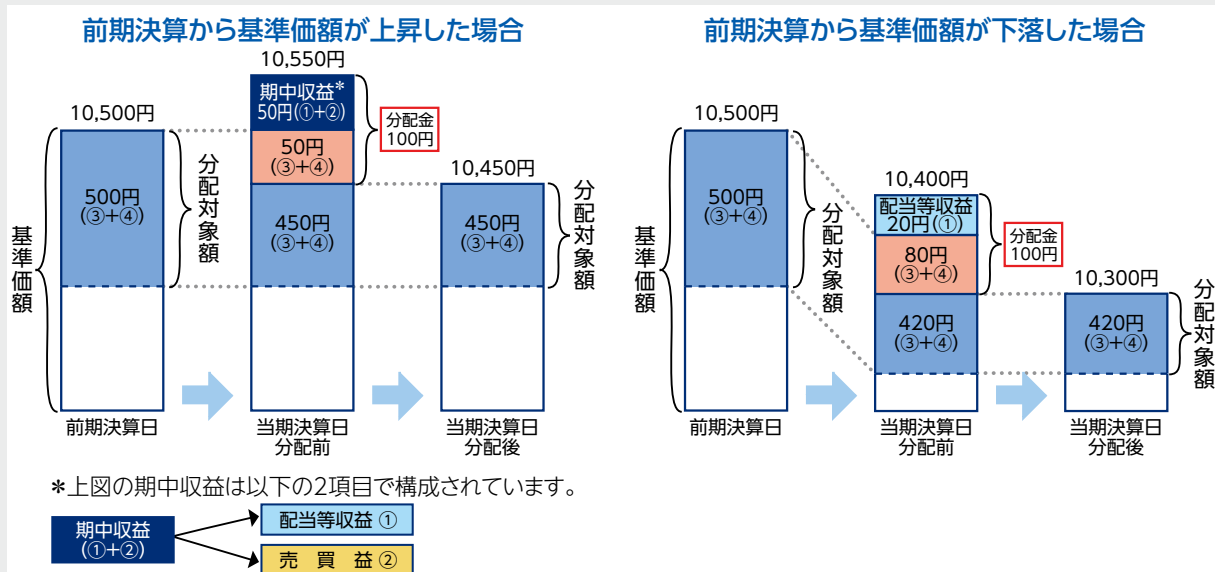 前期決算から基準価額が上昇した場合
10,500円
500円
(③+④)
基準価額
分配対象額
前期決算日
10,550円
期中収益*
50円(①+②)
50円
(③+④)
450円
(③+④)
分配金
100円
当期決算日
分配前
10,450円
450円
(③+④)
分配対象額
当期決算日
分配後
*上図の期中収益は以下の2項目で構成されています。
期中収益
(①+②)
配当等収益 ①
売 買 益 ②
前期決算から基準価額が下落した場合
10,500円
500円
(③+④)
基準価額
分配対象額
前期決算日
10,400円
配当等収益
20円(①)
80円
(③+④)
420円
(③+④)
分配金
100円
当期決算日
分配前
10,300円
420円
(③+④)
分配対象額
当期決算日
分配後